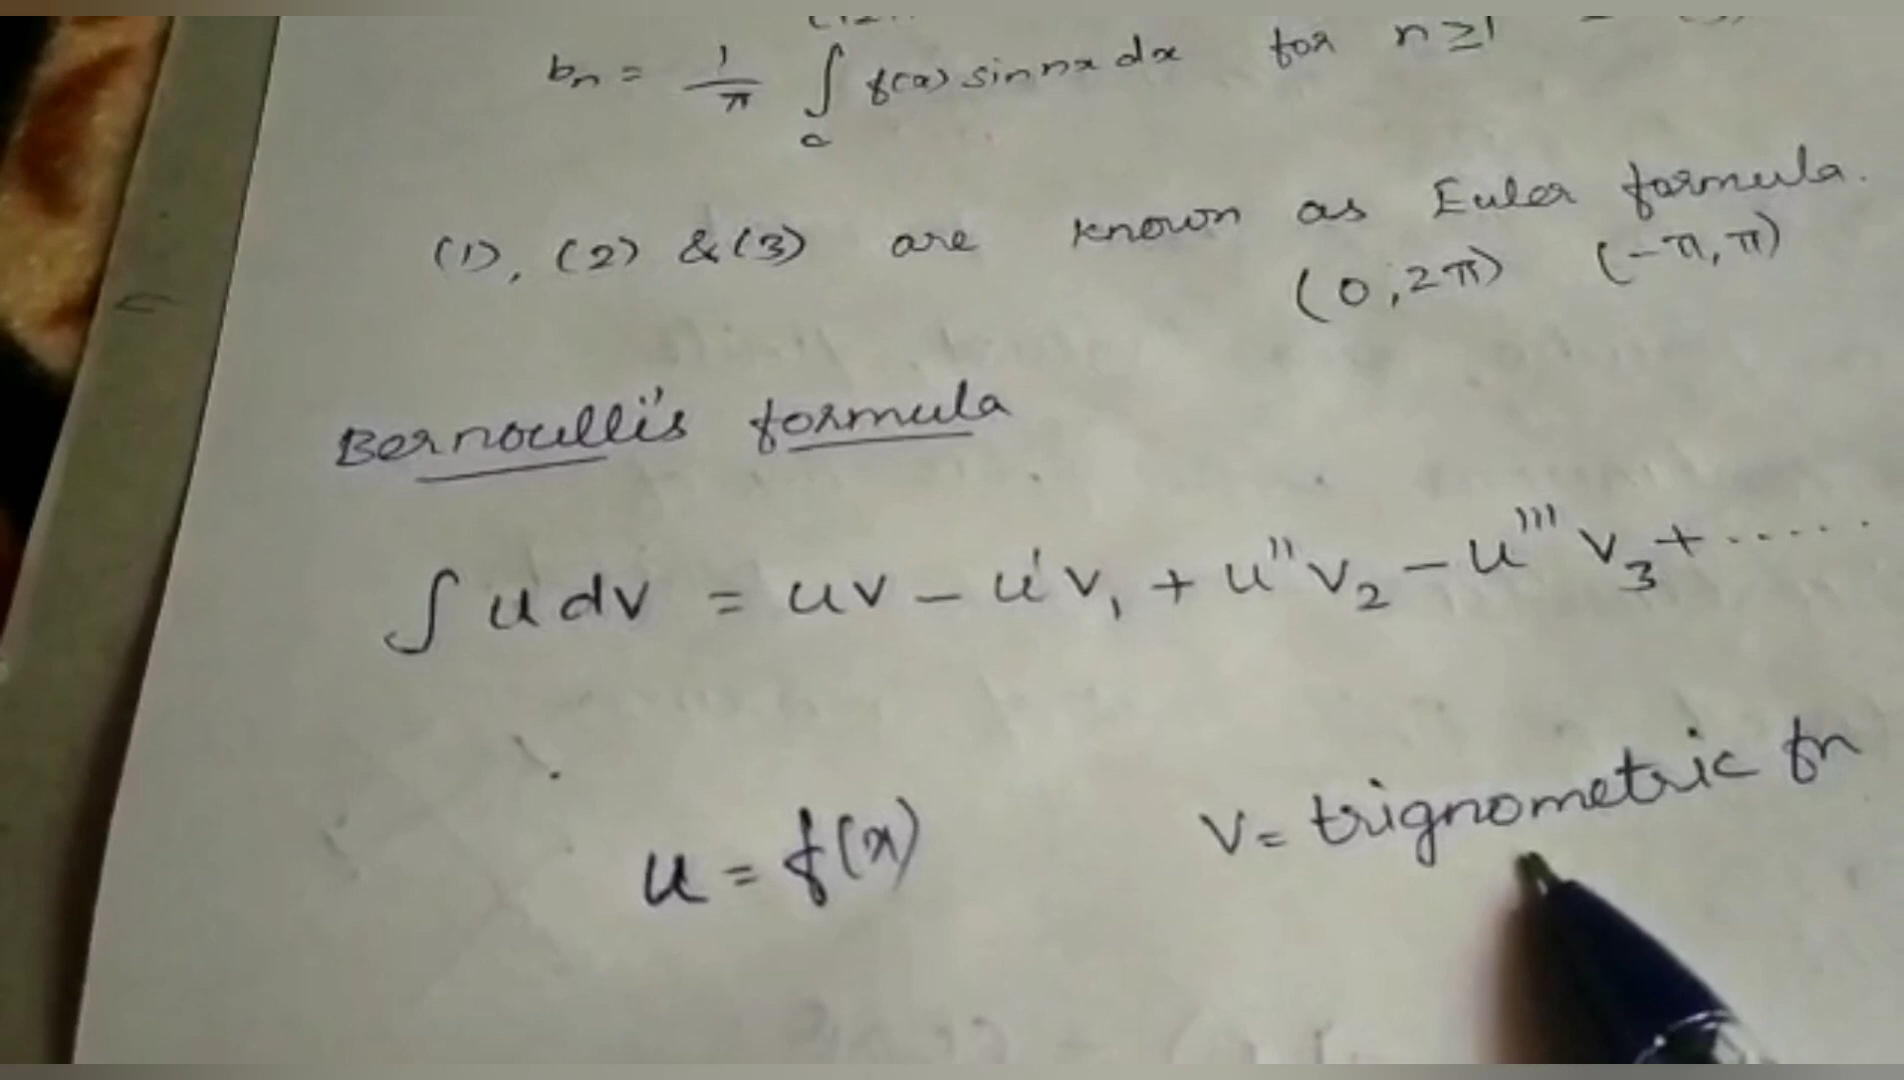 bn = 1/π ∫ f(x) sin nx dx for n ≥ 1
c
(1), (2) & (3) are known as Euler formula.
(0, 2π) (-π, π)
Bernoulli's formula
∫ u dv = uv - u'v₁ + u''v₂ - u'''v₃ + ......
u = f(x) v = trignometric fn